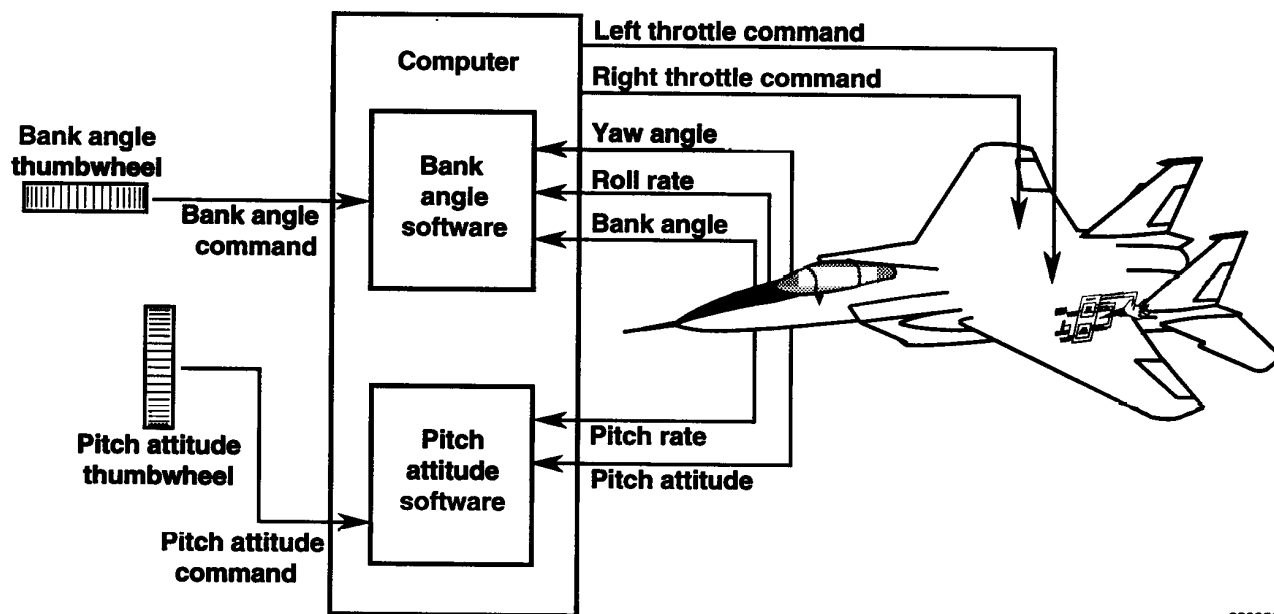 Computer
Left throttle command
Right throttle command
Bank angle
thumbwheel
Bank angle
command
Bank
angle
software
Yaw angle
Roll rate
Bank angle
Pitch attitude
thumbwheel
Pitch attitude
command
Pitch
attitude
software
Pitch rate
Pitch attitude